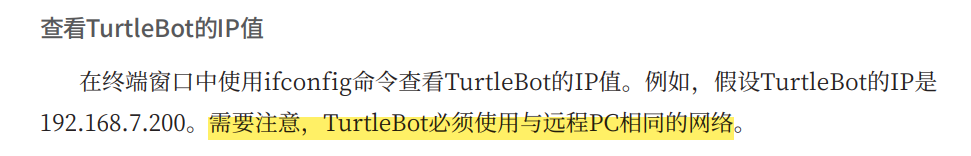 查看TurtleBot的IP值
在终端窗口中使用ifconfig命令查看TurtleBot的IP值。例如，假设TurtleBot的IP是
192.168.7.200。需要注意，TurtleBot必须使用与远程PC相同的网络。